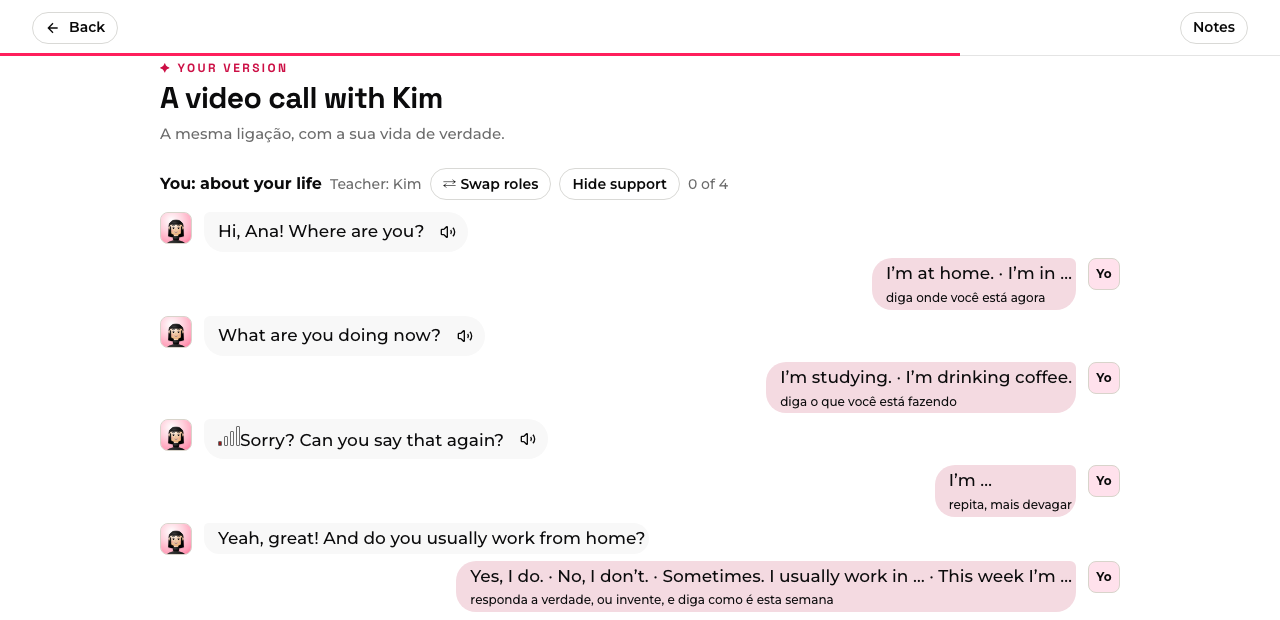 Back
Notes
YOUR VERSION
A video call with Kim
A mesma ligação, com a sua vida de verdade.
You: about your life Teacher: Kim Swap roles Hide support 0 of 4
Hi, Ana! Where are you?
I’m at home. · I’m in ... Yo
diga onde você está agora
What are you doing now?
I’m studying. · I’m drinking coffee. Yo
diga o que você está fazendo
Sorry? Can you say that again?
I’m ... Yo
repita, mais devagar
Yeah, great! And do you usually work from home?
Yes, I do. · No, I don’t. · Sometimes. I usually work in ... · This week I’m ... Yo
responda a verdade, ou invente, e diga como é esta semana